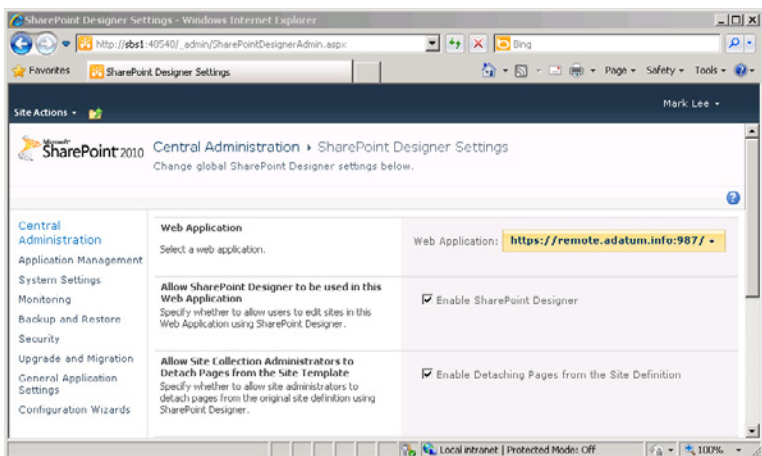 SharePoint Designer Settings - Windows Internet Explorer
http://sbs1:40540/_admin/SharePointDesignerAdmin.aspx
Bing
Favorites
SharePoint Designer Settings
Page
Safety
Tools
Site Actions
Mark Lee
Microsoft
SharePoint 2010
Central Administration
SharePoint Designer Settings
Change global SharePoint Designer settings below.
Central
Administration
Application Management
System Settings
Monitoring
Backup and Restore
Security
Upgrade and Migration
General Application
Settings
Configuration Wizards
Web Application
Select a web application.
Web Application: https://remote.adatum.info:987/
Allow SharePoint Designer to be used in this
Web Application
Specify whether to allow users to edit sites in this
Web Application using SharePoint Designer.
Enable SharePoint Designer
Allow Site Collection Administrators to
Detach Pages from the Site Template
Specify whether to allow site administrators to
detach pages from the original site definition using
SharePoint Designer.
Enable Detaching Pages from the Site Definition
Local intranet | Protected Mode: Off
100%